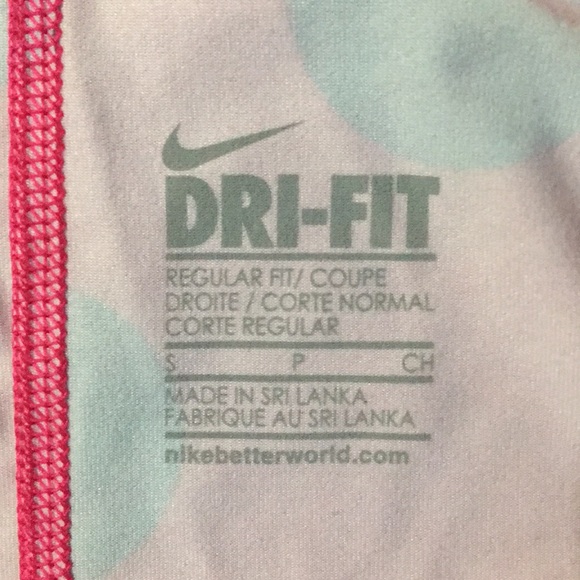 DRI-FIT
REGULAR FIT/ COUPE
DROITE / CORTE NORMAL
CORTE REGULAR
S P CH
MADE IN SRI LANKA
FABRIQUE AU SRI LANKA
nikebetterworld.com